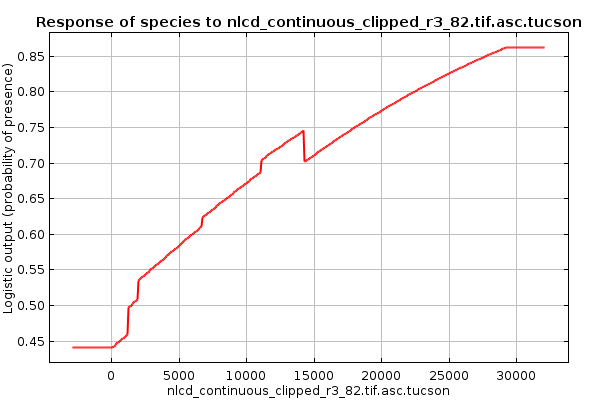 Response of species to nlcd_continuous_clipped_r3_82.tif.asc.tucson
Logistic output (probability of presence)
0.85
0.80
0.75
0.70
0.65
0.60
0.55
0.50
0.45
0 5000 10000 15000 20000 25000 30000
nlcd_continuous_clipped_r3_82.tif.asc.tucson